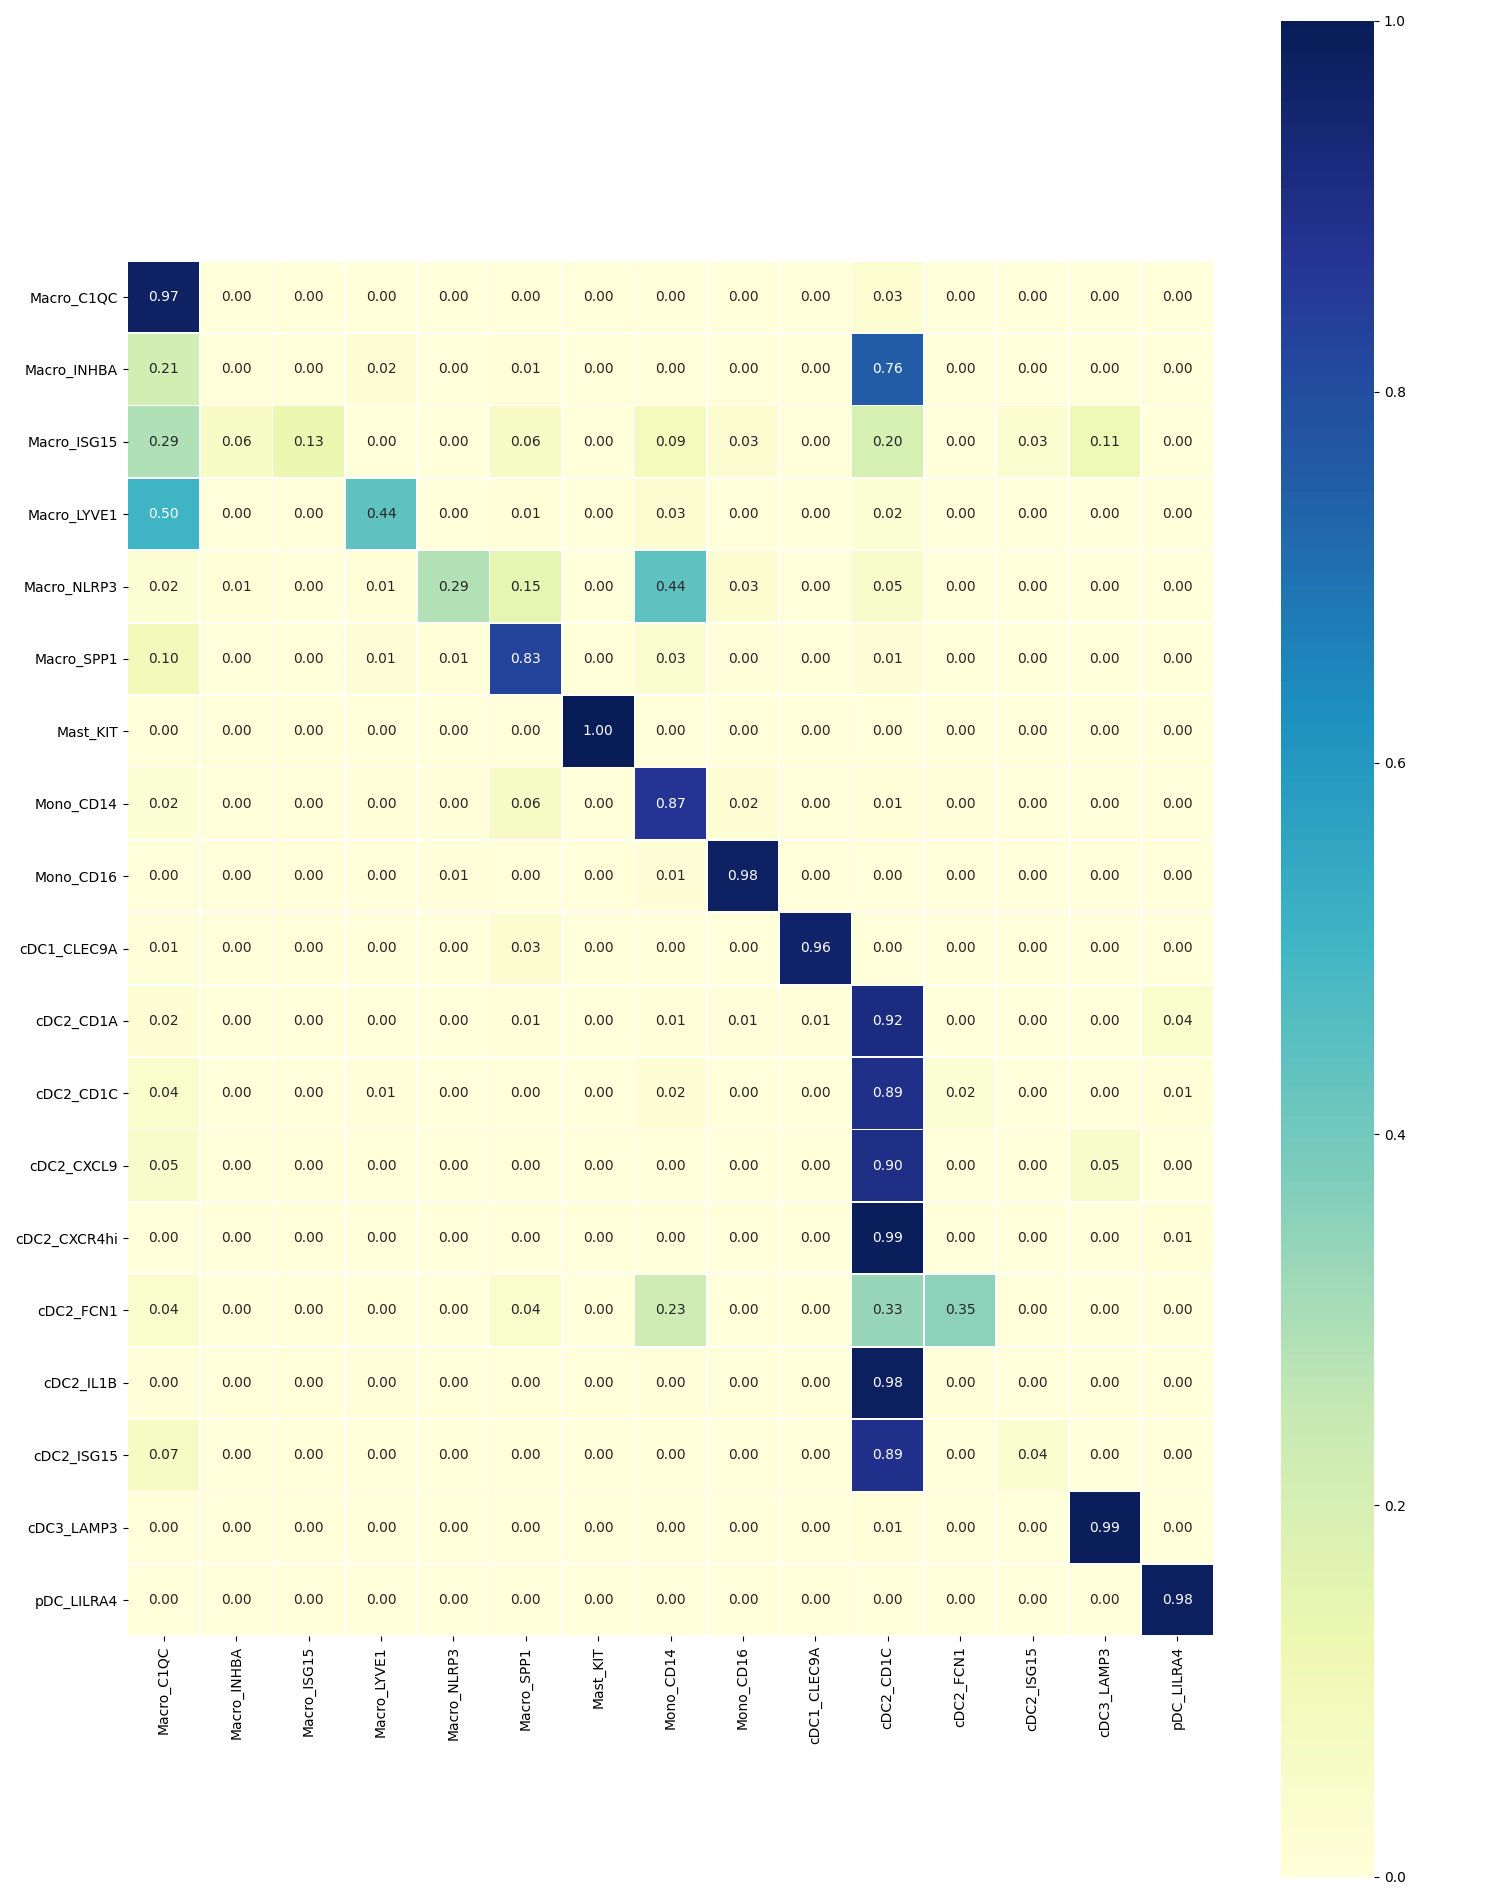 1.0
Macro_C1QC 0.97 0.00 0.00 0.00 0.00 0.00 0.00 0.00 0.00 0.00 0.03 0.00 0.00 0.00 0.00
Macro_INHBA 0.21 0.00 0.00 0.02 0.00 0.01 0.00 0.00 0.00 0.00 0.76 0.00 0.00 0.00 0.00
0.8
Macro_ISG15 0.29 0.06 0.13 0.00 0.00 0.06 0.00 0.09 0.03 0.00 0.20 0.00 0.03 0.11 0.00
Macro_LYVE1 0.50 0.00 0.00 0.44 0.00 0.01 0.00 0.03 0.00 0.00 0.02 0.00 0.00 0.00 0.00
Macro_NLRP3 0.02 0.01 0.00 0.01 0.29 0.15 0.00 0.44 0.03 0.00 0.05 0.00 0.00 0.00 0.00
Macro_SPP1 0.10 0.00 0.00 0.01 0.01 0.83 0.00 0.03 0.00 0.00 0.01 0.00 0.00 0.00 0.00
Mast_KIT 0.00 0.00 0.00 0.00 0.00 0.00 1.00 0.00 0.00 0.00 0.00 0.00 0.00 0.00 0.00
0.6
Mono_CD14 0.02 0.00 0.00 0.00 0.00 0.06 0.00 0.87 0.02 0.00 0.01 0.00 0.00 0.00 0.00
Mono_CD16 0.00 0.00 0.00 0.00 0.01 0.00 0.00 0.01 0.98 0.00 0.00 0.00 0.00 0.00 0.00
cDC1_CLEC9A 0.01 0.00 0.00 0.00 0.00 0.03 0.00 0.00 0.00 0.96 0.00 0.00 0.00 0.00 0.00
cDC2_CD1A 0.02 0.00 0.00 0.00 0.00 0.01 0.00 0.01 0.01 0.01 0.92 0.00 0.00 0.00 0.04
cDC2_CD1C 0.04 0.00 0.00 0.01 0.00 0.00 0.00 0.02 0.00 0.00 0.89 0.02 0.00 0.00 0.01
0.4
cDC2_CXCL9 0.05 0.00 0.00 0.00 0.00 0.00 0.00 0.00 0.00 0.00 0.90 0.00 0.00 0.05 0.00
cDC2_CXCR4hi 0.00 0.00 0.00 0.00 0.00 0.00 0.00 0.00 0.00 0.00 0.99 0.00 0.00 0.00 0.01
cDC2_FCN1 0.04 0.00 0.00 0.00 0.00 0.04 0.00 0.23 0.00 0.00 0.33 0.35 0.00 0.00 0.00
cDC2_IL1B 0.00 0.00 0.00 0.00 0.00 0.00 0.00 0.00 0.00 0.00 0.98 0.00 0.00 0.00 0.00
cDC2_ISG15 0.07 0.00 0.00 0.00 0.00 0.00 0.00 0.00 0.00 0.00 0.89 0.00 0.04 0.00 0.00
0.2
cDC3_LAMP3 0.00 0.00 0.00 0.00 0.00 0.00 0.00 0.00 0.00 0.00 0.01 0.00 0.00 0.99 0.00
pDC_LILRA4 0.00 0.00 0.00 0.00 0.00 0.00 0.00 0.00 0.00 0.00 0.00 0.00 0.00 0.00 0.98
Macro_C1QC
Macro_INHBA
Macro_ISG15
Macro_LYVE1
Macro_NLRP3
Macro_SPP1
Mast_KIT
Mono_CD14
Mono_CD16
cDC1_CLEC9A
cDC2_CD1C
cDC2_FCN1
cDC2_ISG15
cDC3_LAMP3
pDC_LILRA4
0.0